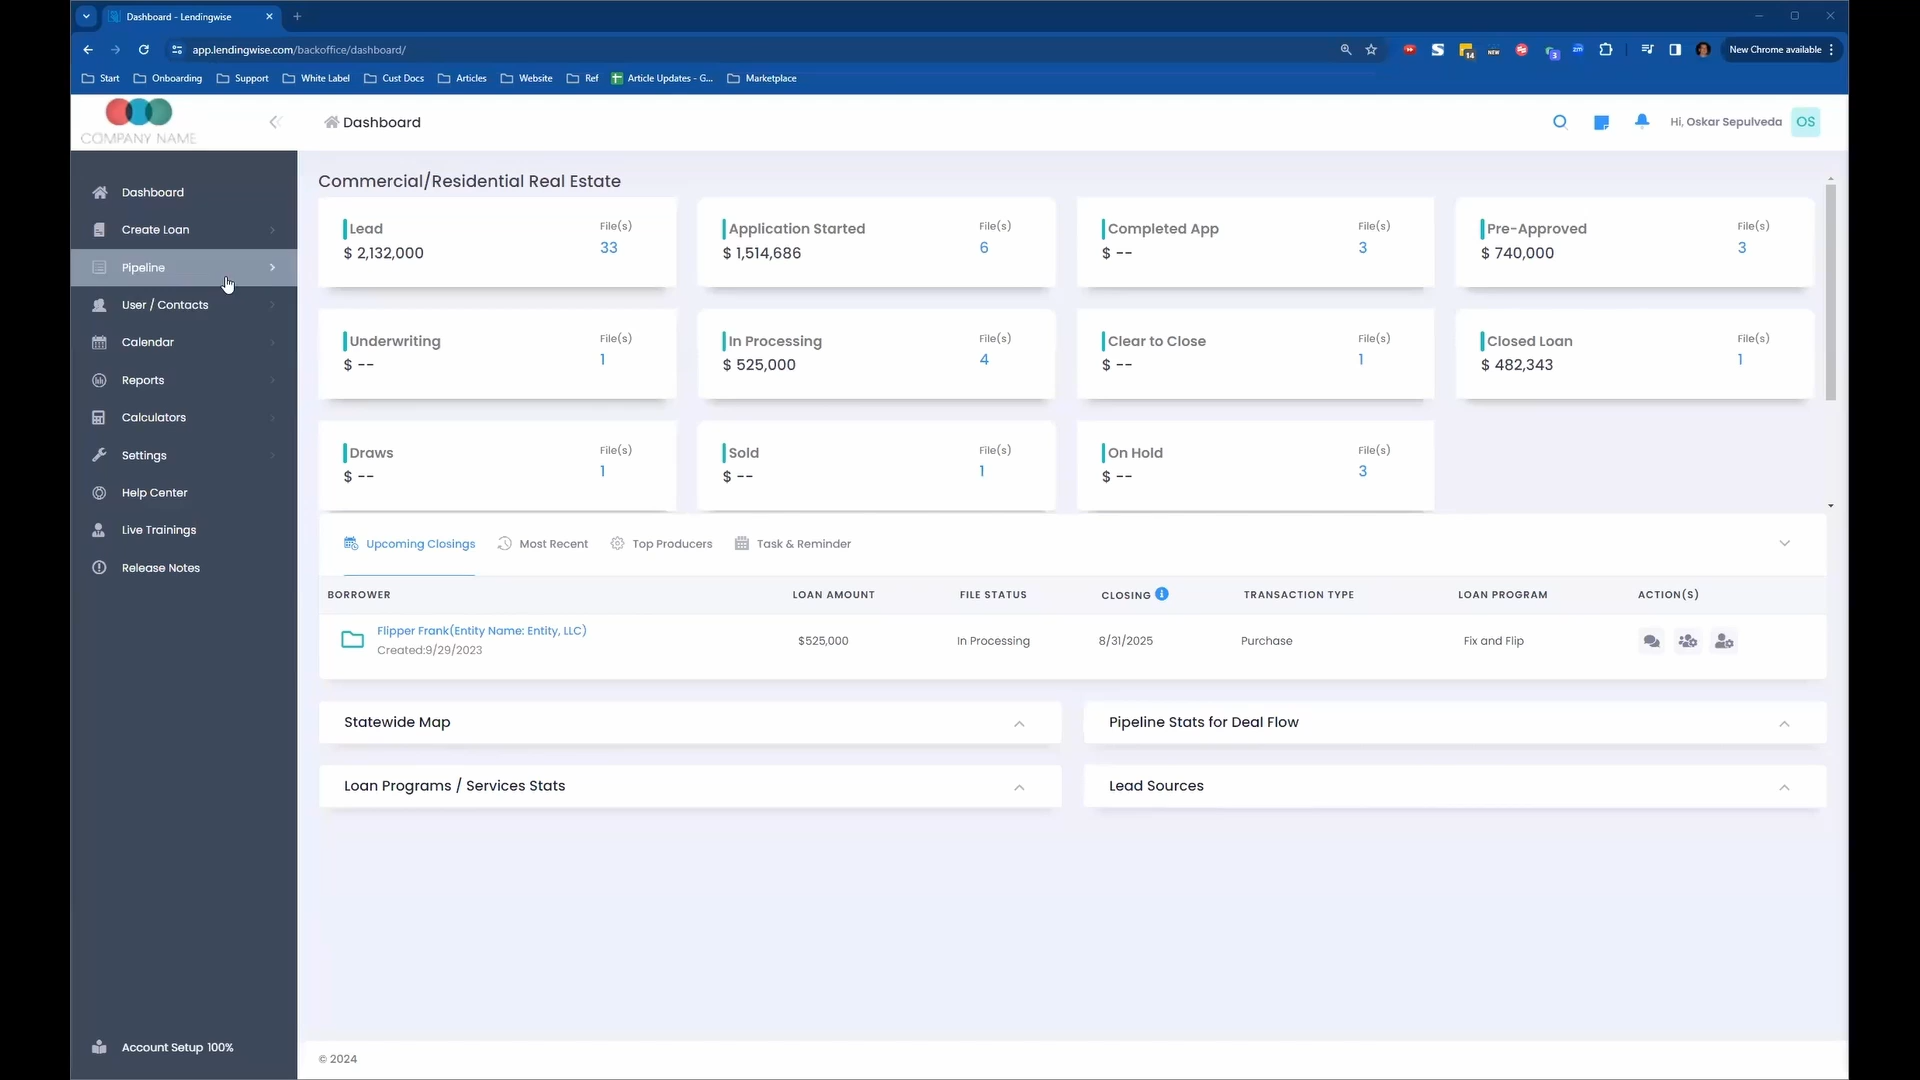 Dashboard - Lendingwise
app.lendingwise.com/backoffice/dashboard/
14
NEW
3
zm
New Chrome available
Start
Onboarding
Support
White Label
Cust Docs
Articles
Website
Ref
Article Updates - G...
Marketplace
COMPANY NAME
Dashboard
Hi, Oskar Sepulveda
OS
Dashboard
Create Loan
Pipeline
User / Contacts
Calendar
Reports
Calculators
Settings
Help Center
Live Trainings
Release Notes
Account Setup 100%
Commercial/Residential Real Estate
Lead File(s)
$ 2,132,000 33
Application Started File(s)
$ 1,514,686 6
Completed App File(s)
$ -- 3
Pre-Approved File(s)
$ 740,000 3
Underwriting File(s)
$ -- 1
In Processing File(s)
$ 525,000 4
Clear to Close File(s)
$ -- 1
Closed Loan File(s)
$ 482,343 1
Draws File(s)
$ -- 1
Sold File(s)
$ -- 1
On Hold File(s)
$ -- 3
Upcoming Closings Most Recent Top Producers Task & Reminder
BORROWER LOAN AMOUNT FILE STATUS CLOSING TRANSACTION TYPE LOAN PROGRAM ACTION(S)
Flipper Frank(Entity Name: Entity, LLC)
Created:9/29/2023
$525,000 In Processing 8/31/2025 Purchase Fix and Flip
Statewide Map
Pipeline Stats for Deal Flow
Loan Programs / Services Stats
Lead Sources
© 2024